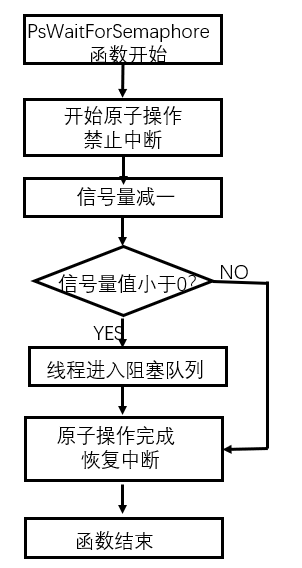 PsWaitForSemaphore
函数开始
开始原子操作
禁止中断
信号量减一
信号量值小于0?
NO
YES
线程进入阻塞队列
原子操作完成
恢复中断
函数结束